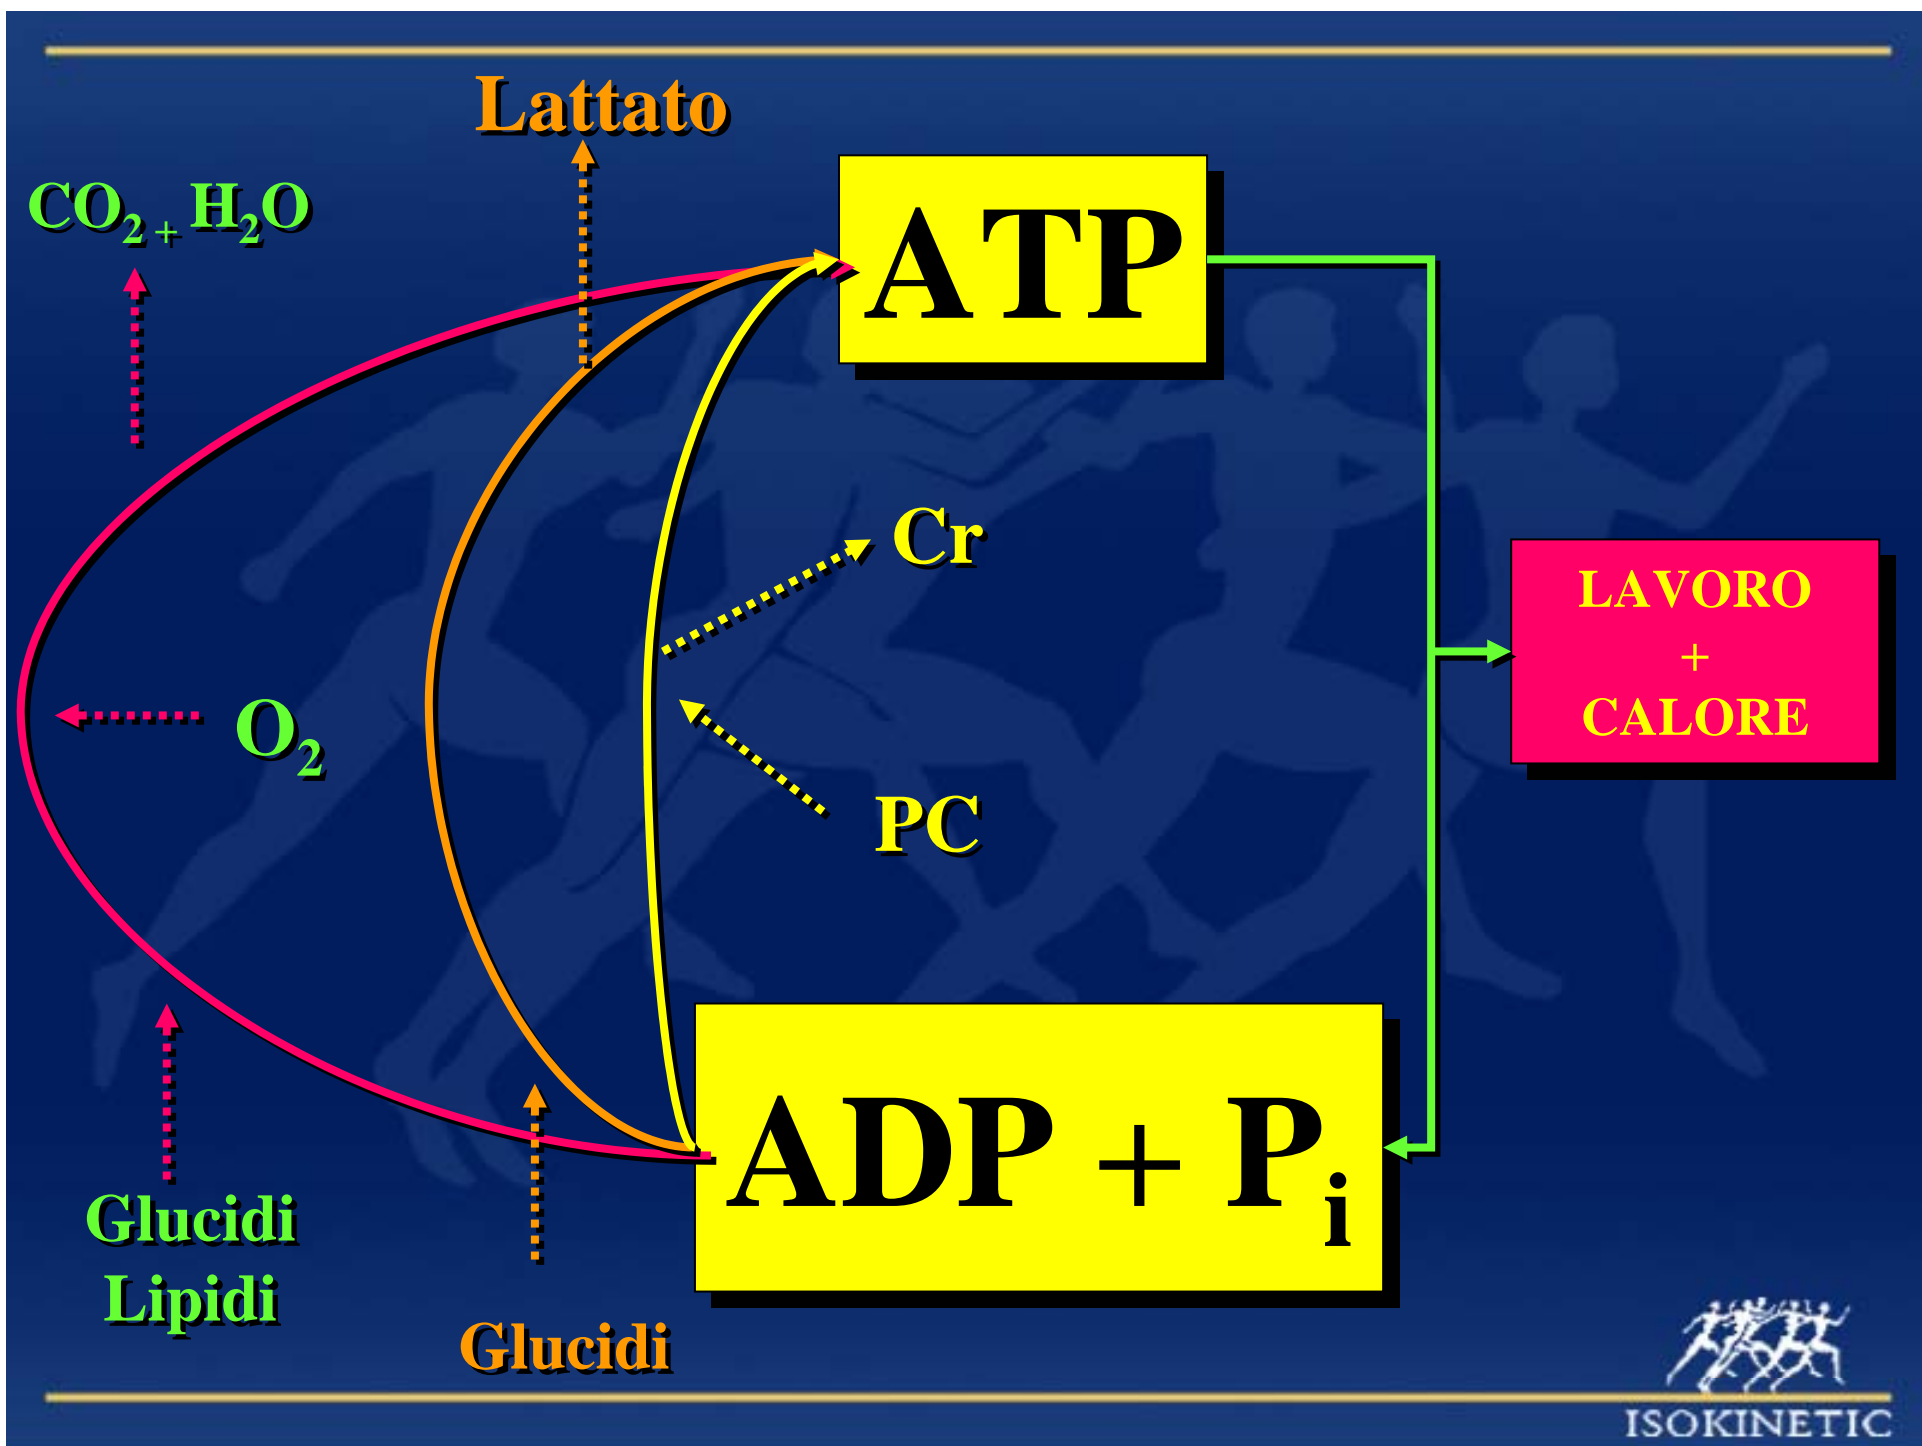 Lattato
CO₂ + H₂O
ATP
Cr
LAVORO
+
CALORE
O₂
PC
ADP + Pᵢ
Glucidi
Lipidi
Glucidi
ISOKINETIC